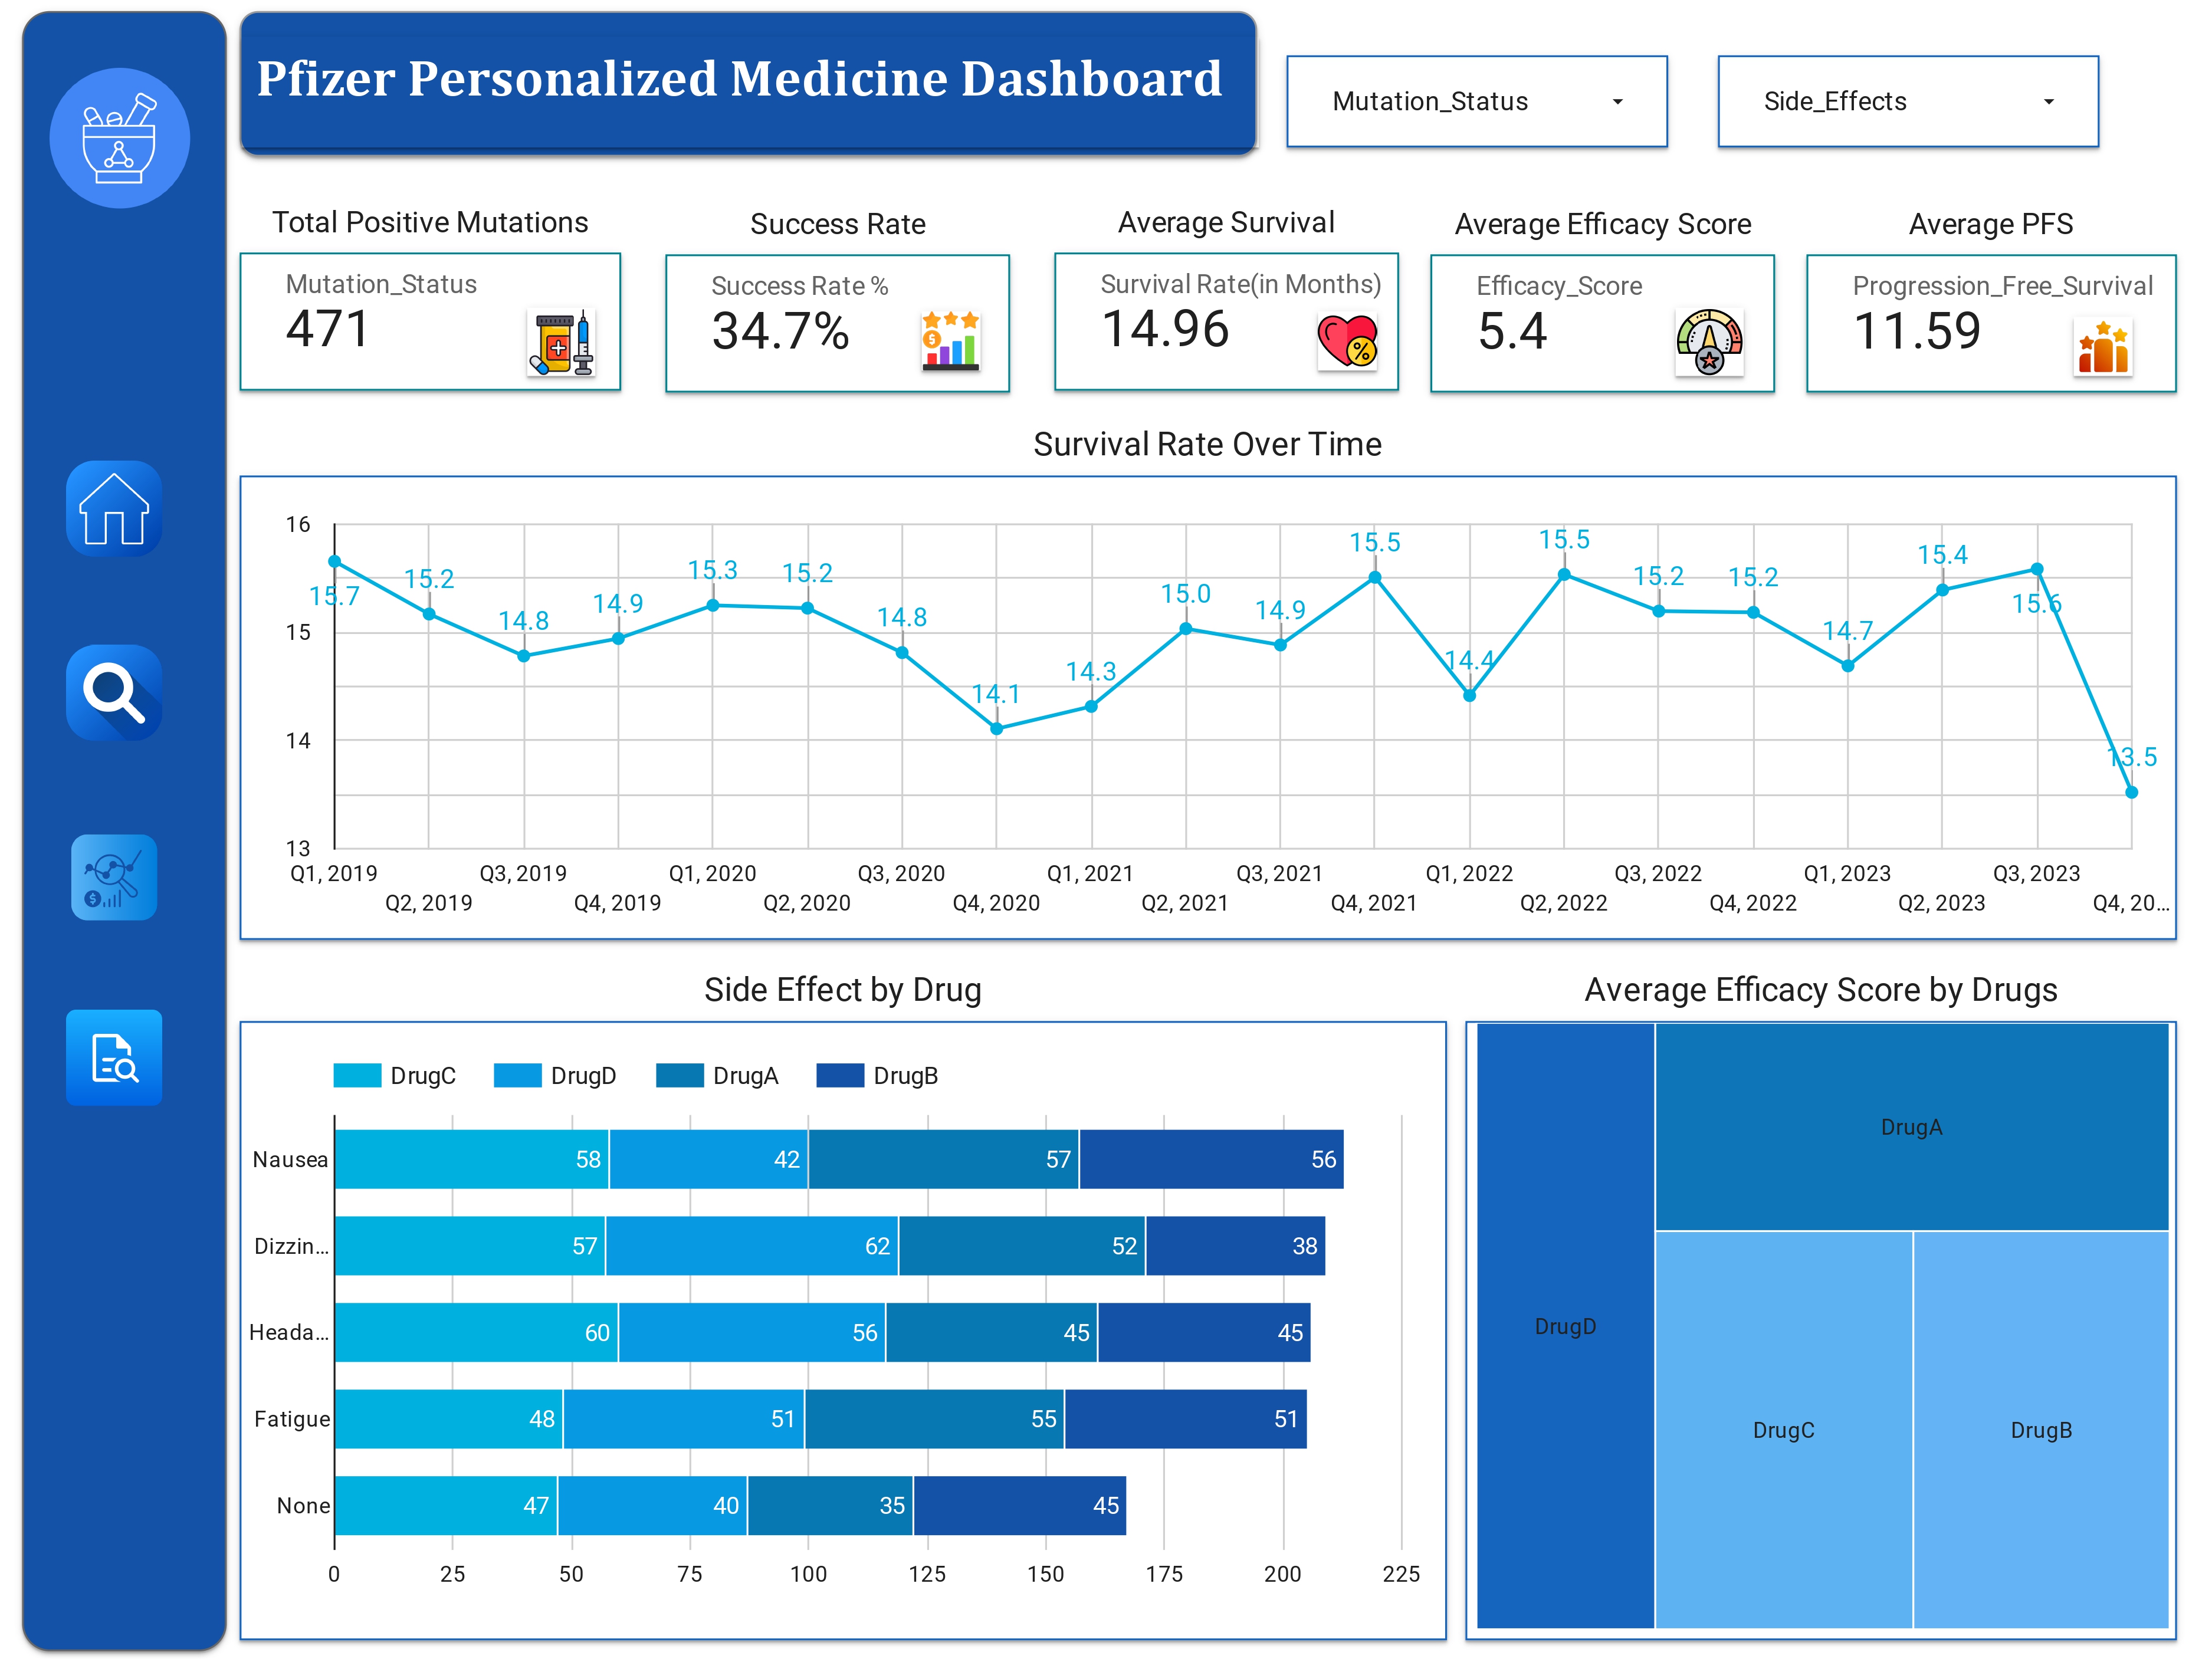 Pfizer Personalized Medicine Dashboard
Mutation_Status
Side_Effects
Total Positive Mutations
Success Rate
Average Survival
Average Efficacy Score
Average PFS
Mutation_Status
471
Success Rate %
34.7%
Survival Rate(in Months)
14.96
Efficacy_Score
5.4
Progression_Free_Survival
11.59
Survival Rate Over Time
16
15
14
13
15.7
15.2
14.8
14.9
15.3
15.2
14.8
14.1
14.3
15.0
14.9
15.5
14.4
15.5
15.2
15.2
14.7
15.4
15.6
13.5
Q1, 2019
Q2, 2019
Q3, 2019
Q4, 2019
Q1, 2020
Q2, 2020
Q3, 2020
Q4, 2020
Q1, 2021
Q2, 2021
Q3, 2021
Q4, 2021
Q1, 2022
Q2, 2022
Q3, 2022
Q4, 2022
Q1, 2023
Q2, 2023
Q3, 2023
Q4, 20...
Side Effect by Drug
DrugC DrugD DrugA DrugB
Nausea 58 42 57 56
Dizzin... 57 62 52 38
Heada... 60 56 45 45
Fatigue 48 51 55 51
None 47 40 35 45
0 25 50 75 100 125 150 175 200 225
Average Efficacy Score by Drugs
DrugA
DrugD
DrugC
DrugB